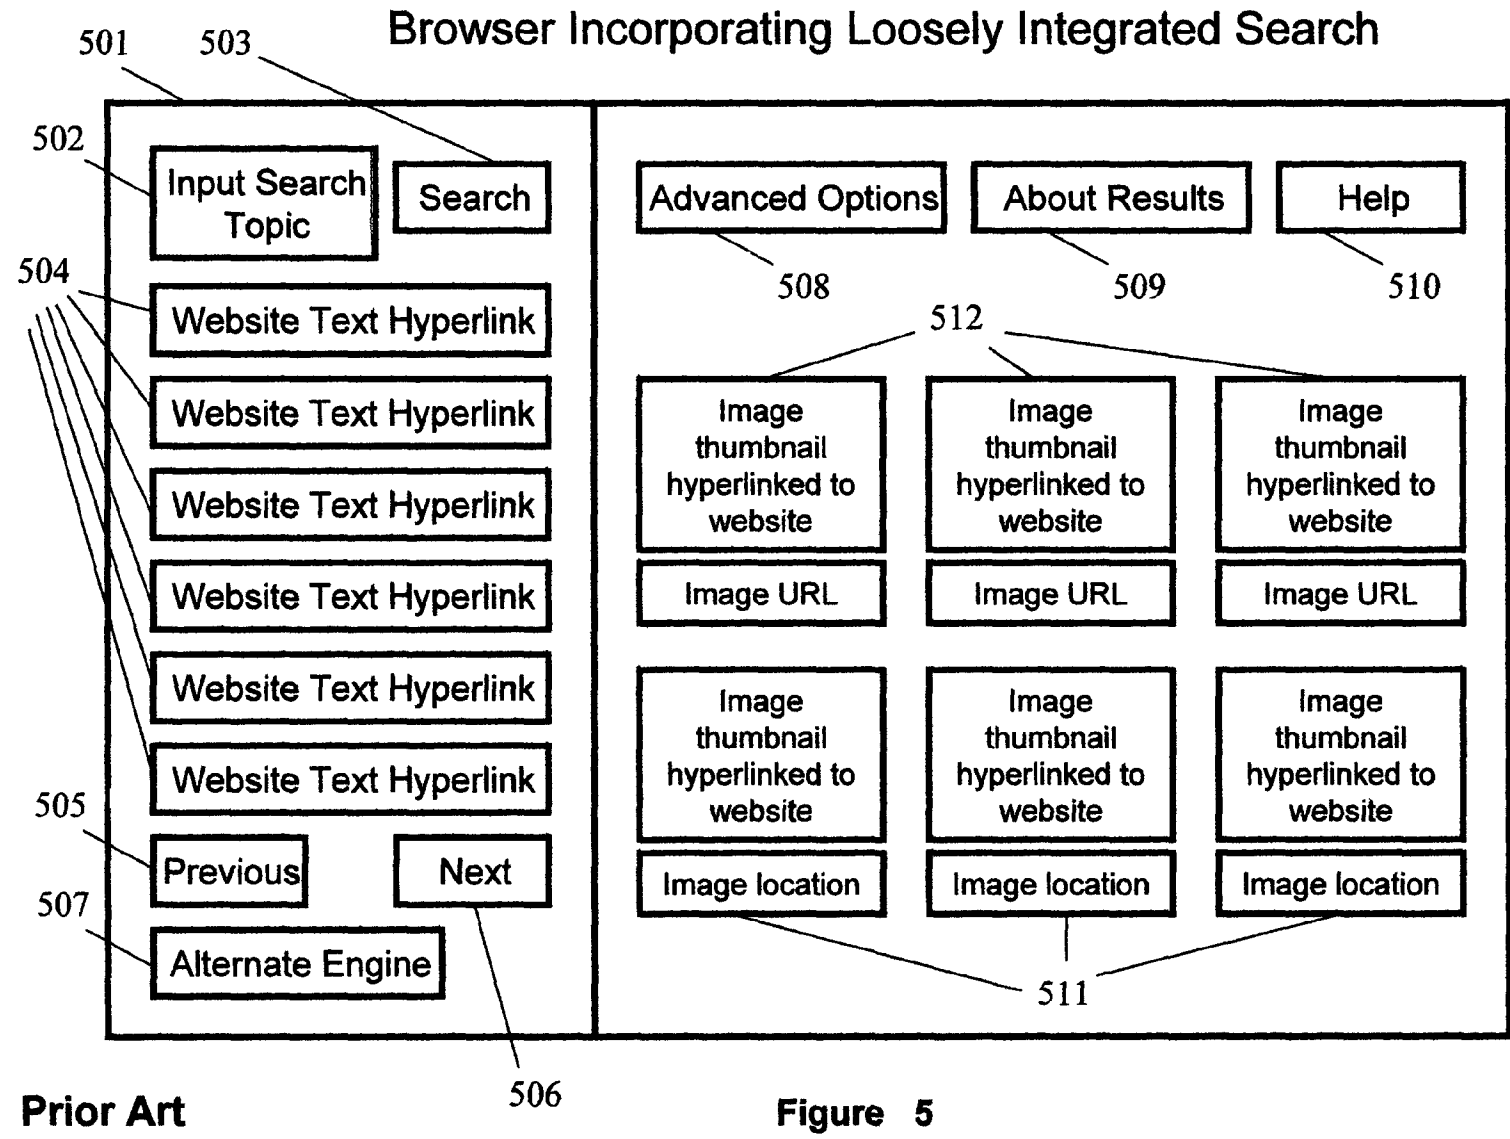 Browser Incorporating Loosely Integrated Search
501
503
502
Input Search
Topic
Search
Advanced Options
About Results
Help
504
508
509
510
512
Website Text Hyperlink
Website Text Hyperlink
Website Text Hyperlink
Website Text Hyperlink
Website Text Hyperlink
Website Text Hyperlink
Image
thumbnail
hyperlinked to
website
Image
thumbnail
hyperlinked to
website
Image
thumbnail
hyperlinked to
website
Image URL
Image URL
Image URL
Image
thumbnail
hyperlinked to
website
Image
thumbnail
hyperlinked to
website
Image
thumbnail
hyperlinked to
website
505
Previous
Next
Image location
Image location
Image location
507
Alternate Engine
511
506
Prior Art
Figure 5